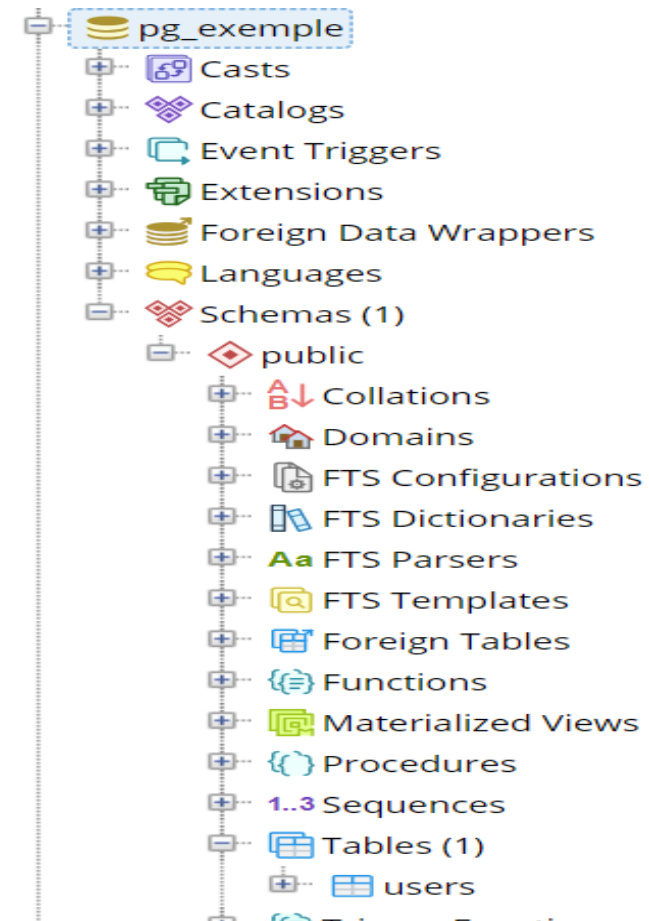 pg_exemple
Casts
Catalogs
Event Triggers
Extensions
Foreign Data Wrappers
Languages
Schemas (1)
public
Collations
Domains
FTS Configurations
FTS Dictionaries
Aa FTS Parsers
FTS Templates
Foreign Tables
Functions
Materialized Views
Procedures
1..3 Sequences
Tables (1)
users